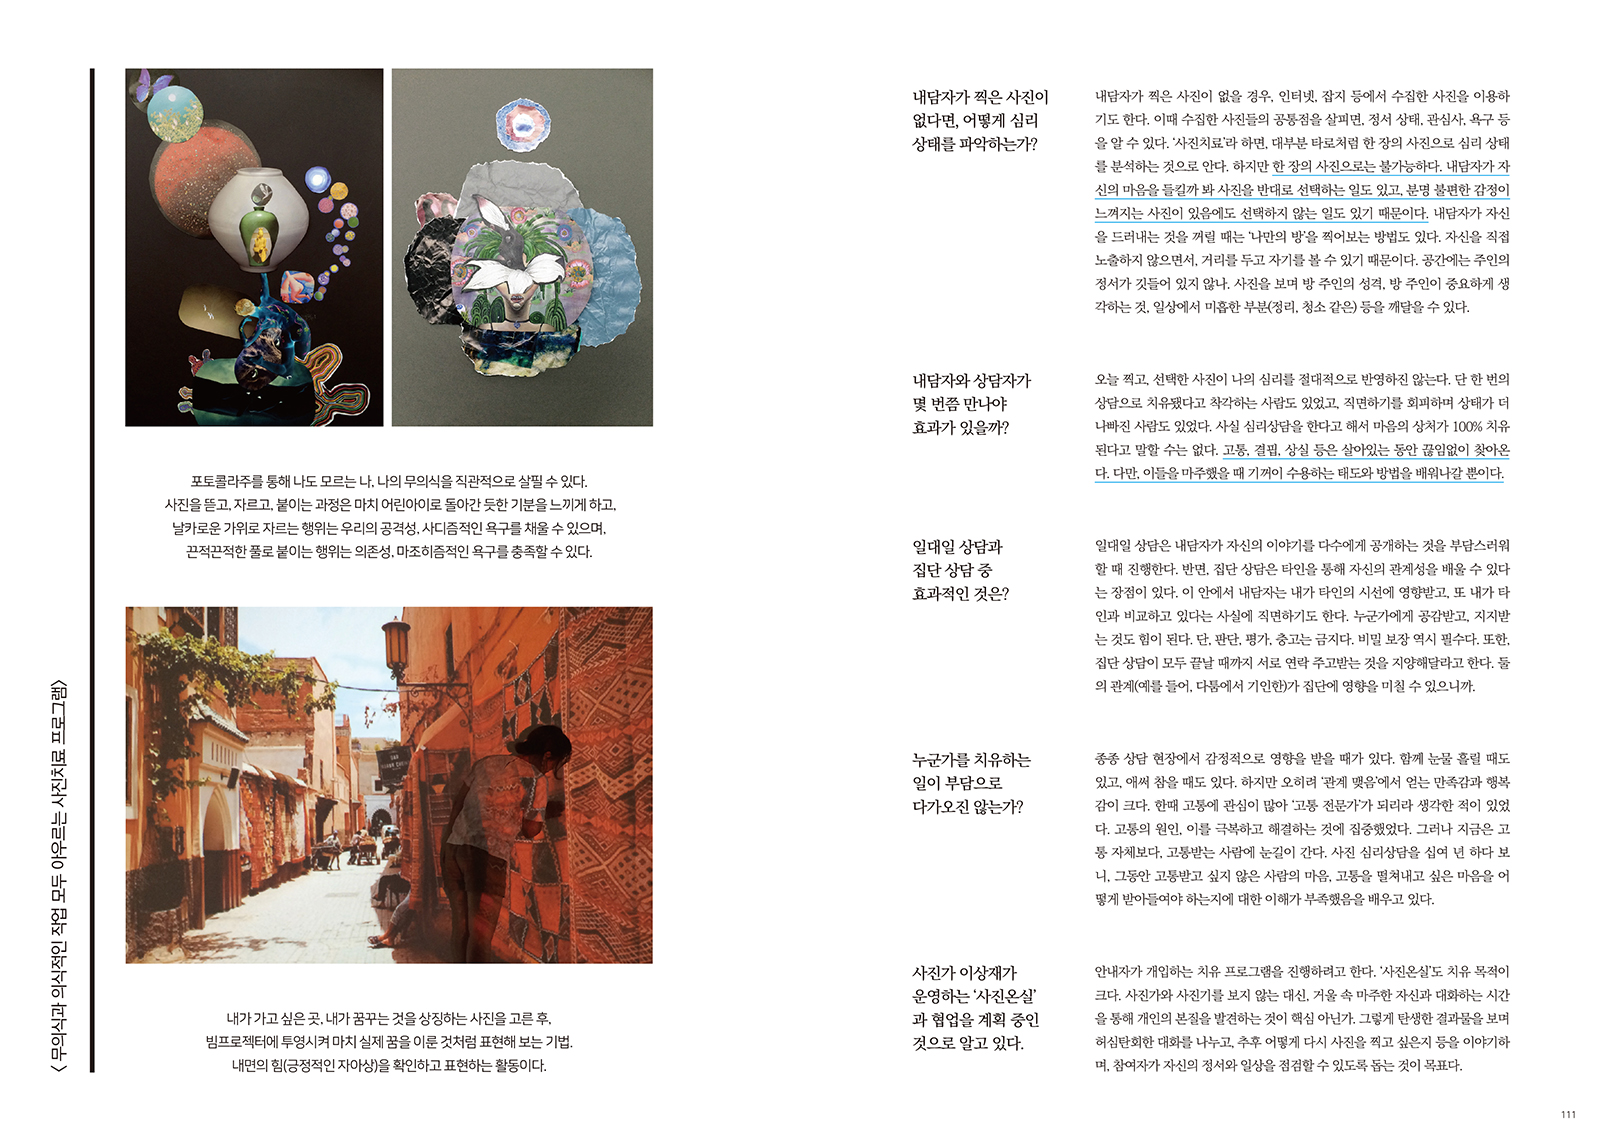 <무의식과 의식적인 작업 모두 아우르는 사진치료 프로그램>
포토콜라주를 통해 나도 모르는 나, 나의 무의식을 직관적으로 살필 수 있다.
사진을 뜯고, 자르고, 붙이는 과정은 마치 어린아이로 돌아간 듯한 기분을 느끼게 하고,
날카로운 가위로 자르는 행위는 우리의 공격성, 사디즘적인 욕구를 채울 수 있으며,
끈적끈적한 풀로 붙이는 행위는 의존성, 마조히즘적인 욕구를 충족할 수 있다.
내가 가고 싶은 곳, 내가 꿈꾸는 것을 상징하는 사진을 고른 후,
빔프로젝터에 투영시켜 마치 실제 꿈을 이룬 것처럼 표현해 보는 기법.
내면의 힘(긍정적인 자아상)을 확인하고 표현하는 활동이다.
내담자가 찍은 사진이
없다면, 어떻게 심리
상태를 파악하는가?
내담자가 찍은 사진이 없을 경우, 인터넷, 잡지 등에서 수집한 사진을 이용하
기도 한다. 이때 수집한 사진들의 공통점을 살피면, 정서 상태, 관심사, 욕구 등
을 알 수 있다. ‘사진치료’라 하면, 대부분 타로처럼 한 장의 사진으로 심리 상태
를 분석하는 것으로 안다. 하지만 한 장의 사진으로는 불가능하다. 내담자가 자
신의 마음을 들킬까 봐 사진을 반대로 선택하는 일도 있고, 분명 불편한 감정이
느껴지는 사진이 있음에도 선택하지 않는 일도 있기 때문이다. 내담자가 자신
을 드러내는 것을 꺼릴 때는 ‘나만의 방’을 찍어보는 방법도 있다. 자신을 직접
노출하지 않으면서, 거리를 두고 자기를 볼 수 있기 때문이다. 공간에는 주인의
정서가 깃들어 있지 않나. 사진을 보며 방 주인의 성격, 방 주인이 중요하게 생
각하는 것, 일상에서 미흡한 부분(정리, 청소 같은) 등을 깨달을 수 있다.
내담자와 상담자가
몇 번쯤 만나야
효과가 있을까?
오늘 찍고, 선택한 사진이 나의 심리를 절대적으로 반영하진 않는다. 단 한 번의
상담으로 치유됐다고 착각하는 사람도 있었고, 직면하기를 회피하며 상태가 더
나빠진 사람도 있었다. 사실 심리상담을 한다고 해서 마음의 상처가 100% 치유
된다고 말할 수는 없다. 고통, 결핍, 상실 등은 살아있는 동안 끊임없이 찾아온
다. 다만, 이들을 마주했을 때 기꺼이 수용하는 태도와 방법을 배워나갈 뿐이다.
일대일 상담과
집단 상담 중
효과적인 것은?
일대일 상담은 내담자가 자신의 이야기를 다수에게 공개하는 것을 부담스러워
할 때 진행한다. 반면, 집단 상담은 타인을 통해 자신의 관계성을 배울 수 있다
는 장점이 있다. 이 안에서 내담자는 내가 타인의 시선에 영향받고, 또 내가 타
인과 비교하고 있다는 사실에 직면하기도 한다. 누군가에게 공감받고, 지지받
는 것도 힘이 된다. 단, 판단, 평가, 충고는 금지다. 비밀 보장 역시 필수다. 또한,
집단 상담이 모두 끝날 때까지 서로 연락 주고받는 것을 지양해달라고 한다. 둘
의 관계(예를 들어, 다툼에서 기인한)가 집단에 영향을 미칠 수 있으니까.
누군가를 치유하는
일이 부담으로
다가오진 않는가?
종종 상담 현장에서 감정적으로 영향을 받을 때가 있다. 함께 눈물 흘릴 때도
있고, 애써 참을 때도 있다. 하지만 오히려 ‘관계 맺음’에서 얻는 만족감과 행복
감이 크다. 한때 고통에 관심이 많아 ‘고통 전문가’가 되리라 생각한 적이 있었
다. 고통의 원인, 이를 극복하고 해결하는 것에 집중했었다. 그러나 지금은 고
통 자체보다, 고통받는 사람에 눈길이 간다. 사진 심리상담을 십여 년 하다 보
니, 그동안 고통받고 싶지 않은 사람의 마음, 고통을 떨쳐내고 싶은 마음을 어
떻게 받아들여야 하는지에 대한 이해가 부족했음을 배우고 있다.
사진가 이상재가
운영하는 ‘사진온실’
과 협업을 계획 중인
것으로 알고 있다.
안내자가 개입하는 치유 프로그램을 진행하려고 한다. ‘사진온실’도 치유 목적이
크다. 사진가와 사진기를 보지 않는 대신, 거울 속 마주한 자신과 대화하는 시간
을 통해 개인의 본질을 발견하는 것이 핵심 아닌가. 그렇게 탄생한 결과물을 보며
허심탄회한 대화를 나누고, 추후 어떻게 다시 사진을 찍고 싶은지 등을 이야기하
며, 참여자가 자신의 정서와 일상을 점검할 수 있도록 돕는 것이 목표다.
111